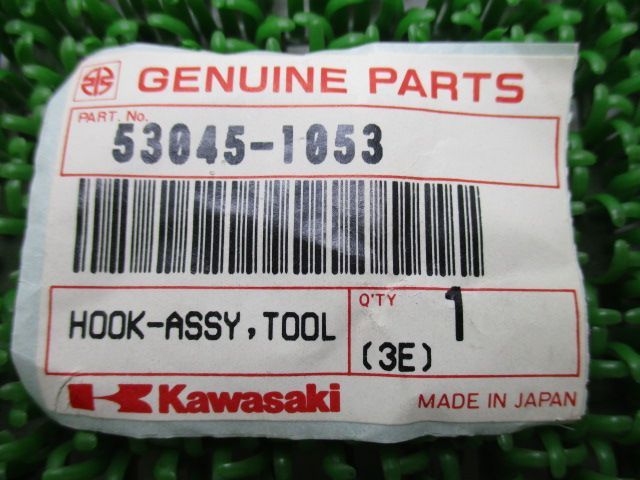 GENUINE PARTS
PART. No.
53045-1053
HOOK-ASSY, TOOL
Q'TY
1
(3E)
Kawasaki
MADE IN JAPAN